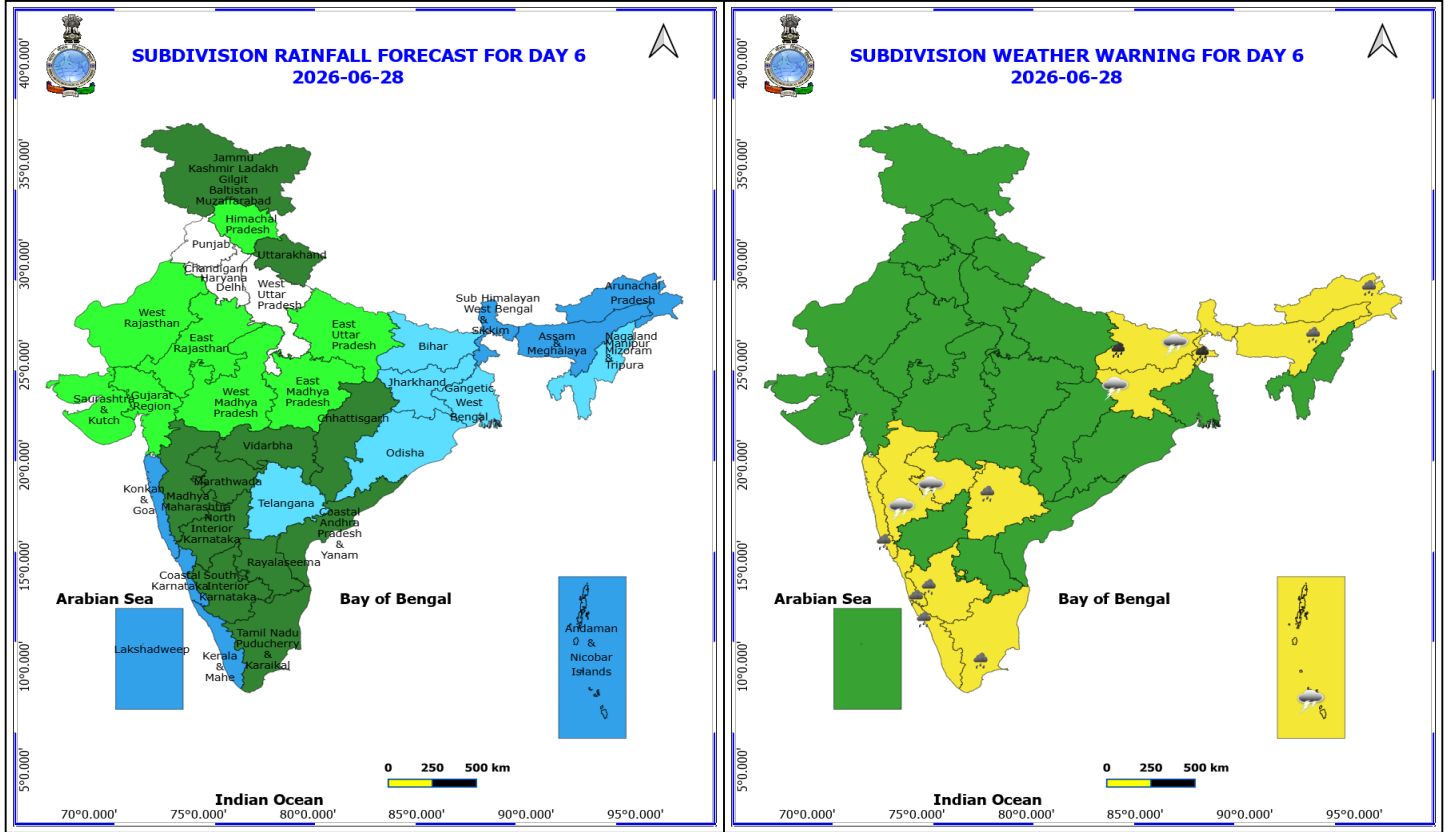 SUBDIVISION RAINFALL FORECAST FOR DAY 6
2026-06-28
40°0.000'
35°0.000'
30°0.000'
25°0.000'
20°0.000'
15°0.000'
10°0.000'
5°0.000'
Jammu
Kashmir Ladakh
Gilgit
Baltistan
Muzaffarabad
Himachal
Pradesh
Punjab
Uttarakhand
Chandigarh
Haryana
Delhi
West
Uttar
Pradesh
West
Rajasthan
East
Rajasthan
East
Uttar
Pradesh
Sub Himalayan
West Bengal
&
Sikkim
Arunachal
Pradesh
Assam
&
Meghalaya
Nagaland
Manipur
Mizoram
&
Tripura
Bihar
Jharkhand
Gangetic
West
Bengal
Saurashtra
&
Kutch
Gujarat
Region
West
Madhya
Pradesh
East
Madhya
Pradesh
Chhattisgarh
Vidarbha
Odisha
Konkan
&
Goa
Madhya
Maharashtra
Marathwada
Telangana
North
Interior
Karnataka
Coastal
Andhra
Pradesh
&
Yanam
Rayalaseema
Coastal
Karnataka
South
Interior
Karnataka
Arabian Sea
Bay of Bengal
Lakshadweep
Kerala
&
Mahe
Tamil Nadu
Puducherry
&
Karaikal
Andaman
&
Nicobar
Islands
0 250 500 km
Indian Ocean
70°0.000' 75°0.000' 80°0.000' 85°0.000' 90°0.000' 95°0.000'
SUBDIVISION WEATHER WARNING FOR DAY 6
2026-06-28
40°0.000'
35°0.000'
30°0.000'
25°0.000'
20°0.000'
15°0.000'
10°0.000'
5°0.000'
Arabian Sea
Bay of Bengal
0 250 500 km
Indian Ocean
70°0.000' 75°0.000' 80°0.000' 85°0.000' 90°0.000' 95°0.000'